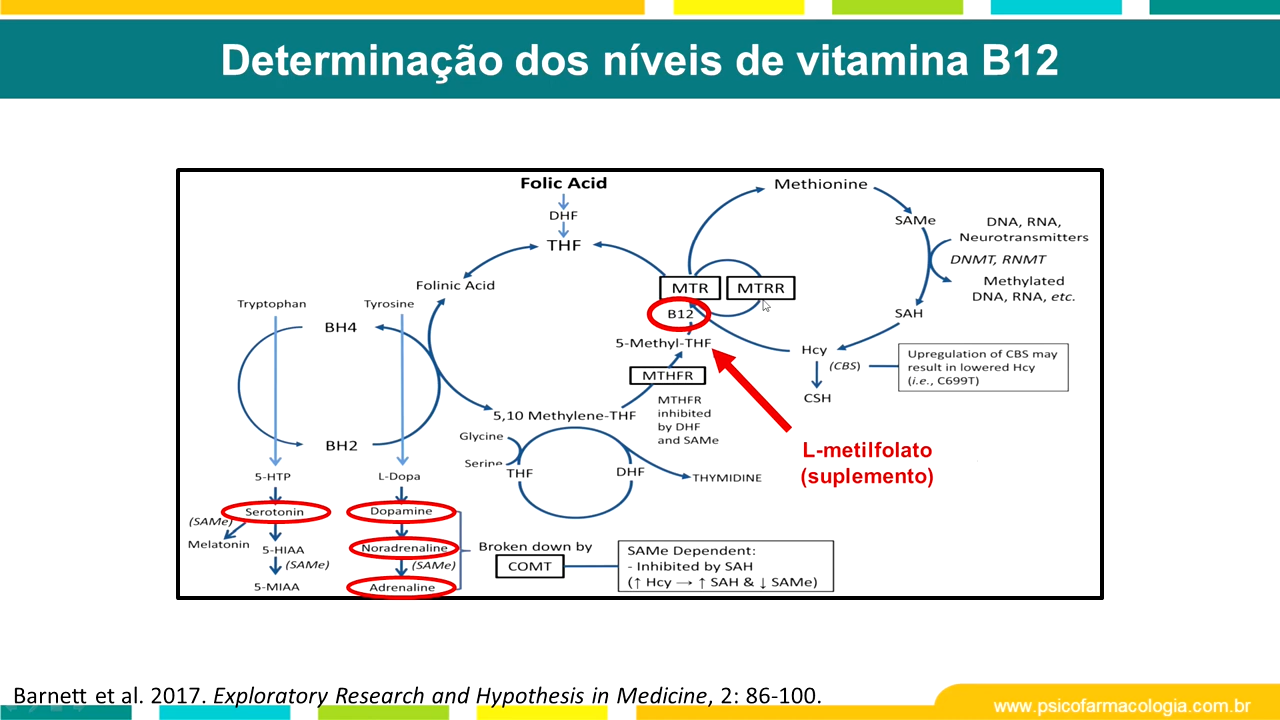 Determinação dos níveis de vitamina B12
Folic Acid
DHF
THF
Folinic Acid
Tryptophan
Tyrosine
BH4
BH2
5-HTP
L-Dopa
Serotonin
(SAMe)
Melatonin
5-HIAA
(SAMe)
5-MIAA
Dopamine
Noradrenaline
(SAMe)
Adrenaline
Broken down by
COMT
SAMe Dependent:
- Inhibited by SAH
(↑ Hcy → ↑ SAH & ↓ SAMe)
Methionine
SAMe
DNA, RNA,
Neurotransmitters
DNMT, RNMT
Methylated
DNA, RNA, etc.
SAH
MTR
MTRR
B12
5-Methyl-THF
Hcy
(CBS)
CSH
Upregulation of CBS may
result in lowered Hcy
(i.e., C699T)
MTHFR
MTHFR
inhibited
by DHF
and SAMe
5,10 Methylene-THF
Glycine
Serine
THF
DHF
THYMIDINE
L-metilfolato
(suplemento)
Barnett et al. 2017. Exploratory Research and Hypothesis in Medicine, 2: 86-100.
www.psicofarmacologia.com.br